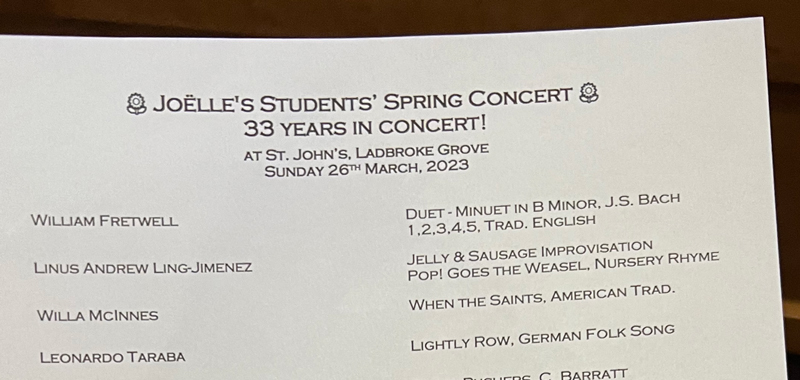 JOËLLE'S STUDENTS' SPRING CONCERT
33 YEARS IN CONCERT!
AT ST. JOHN'S, LADBROKE GROVE
SUNDAY 26TH MARCH, 2023
WILLIAM FRETWELL
DUET - MINUET IN B MINOR, J.S. BACH
1,2,3,4,5, TRAD. ENGLISH
LINUS ANDREW LING-JIMENEZ
JELLY & SAUSAGE IMPROVISATION
POP! GOES THE WEASEL, NURSERY RHYME
WILLA MCINNES
WHEN THE SAINTS, AMERICAN TRAD.
LEONARDO TARABA
LIGHTLY ROW, GERMAN FOLK SONG
C. BARRATT